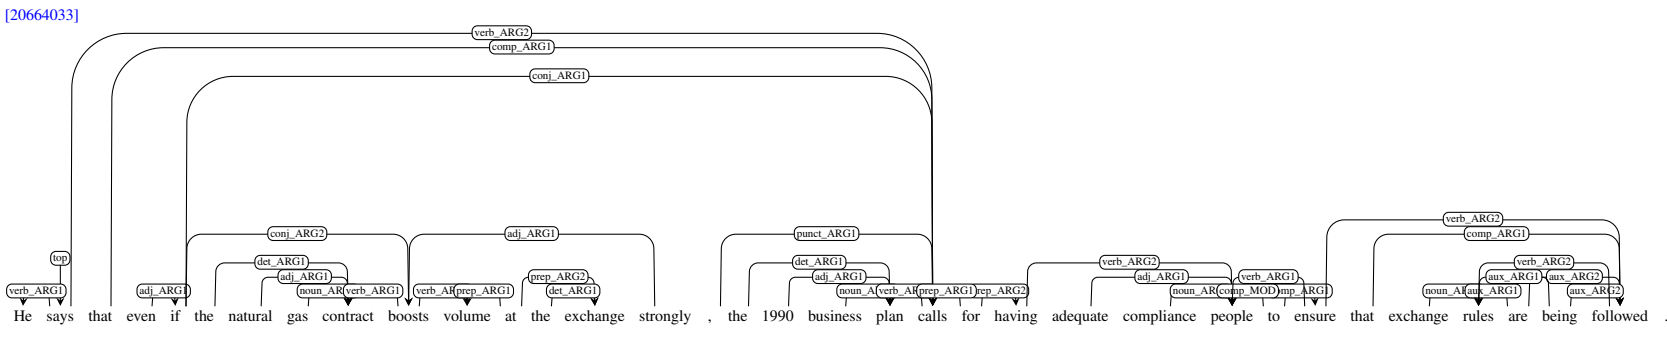 [20664033]
verb_ARG2
comp_ARG1
conj_ARG1
verb_ARG2
conj_ARG2 adj_ARG1 punct_ARG1 comp_ARG1
top det_ARG1 det_ARG1 verb_ARG2 verb_ARG2
adj_ARG1 prep_ARG2 adj_ARG1 adj_ARG1 verb_ARG1 aux_ARG1 aux_ARG2
verb_ARG1 adj_ARG1 verb_ARG1 prep_ARG1 det_ARG1 prep_ARG1 comp_MOD aux_ARG1 aux_ARG2
He says that even if the natural gas contract boosts volume at the exchange strongly , the 1990 business plan calls for having adequate compliance people to ensure that exchange rules are being followed .